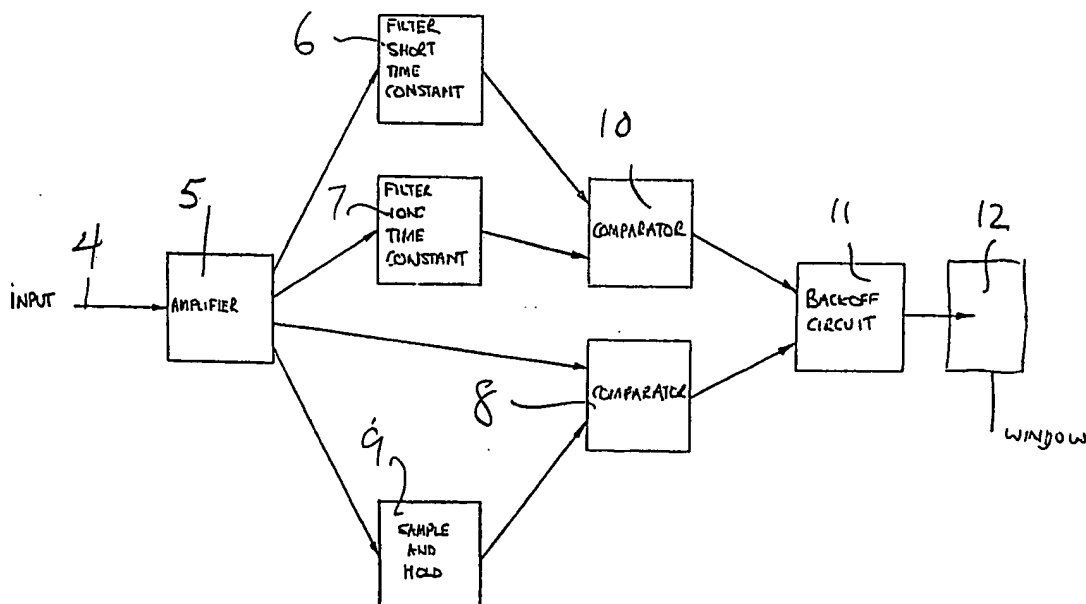 6
FILTER
SHORT
TIME
CONSTANT
10
7
FILTER
LONG
TIME
CONSTANT
COMPARATOR
5
4
INPUT
AMPLIFIER
11
BACKOFF
CIRCUIT
12
8
COMPARATOR
WINDOW
9
SAMPLE
AND
HOLD